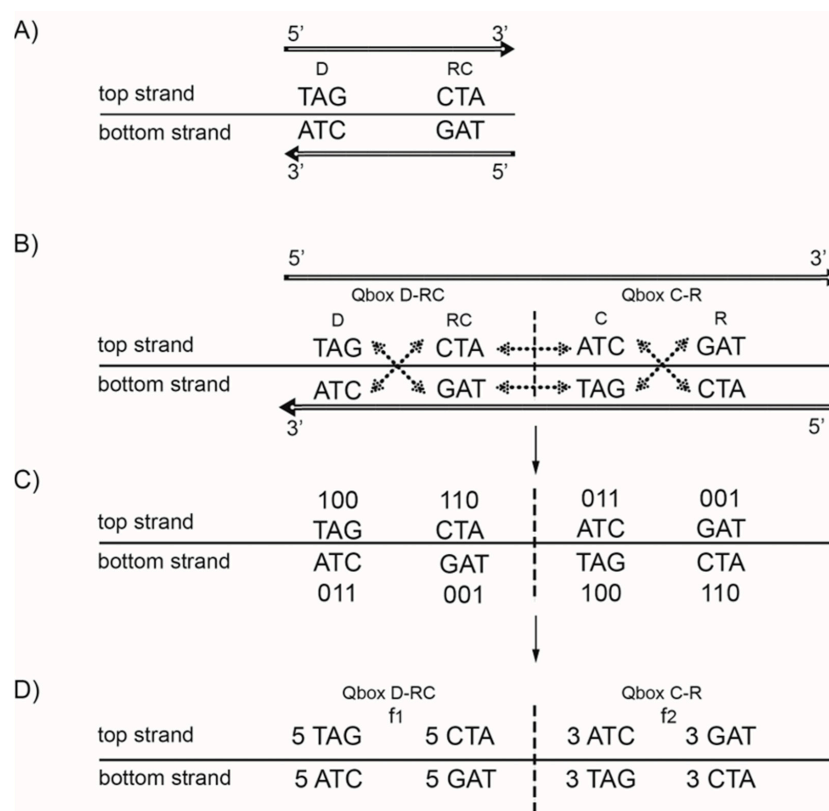 A)
5’ 3’
D RC
top strand TAG CTA
bottom strand ATC GAT
3’ 5’
B)
5’ 3’
Qbox D-RC Qbox C-R
D RC C R
top strand TAG CTA ATC GAT
bottom strand ATC GAT TAG CTA
3’ 5’
C)
100 110 011 001
top strand TAG CTA ATC GAT
bottom strand ATC GAT TAG CTA
011 001 100 110
D)
Qbox D-RC Qbox C-R
f1 f2
top strand 5 TAG 5 CTA 3 ATC 3 GAT
bottom strand 5 ATC 5 GAT 3 TAG 3 CTA